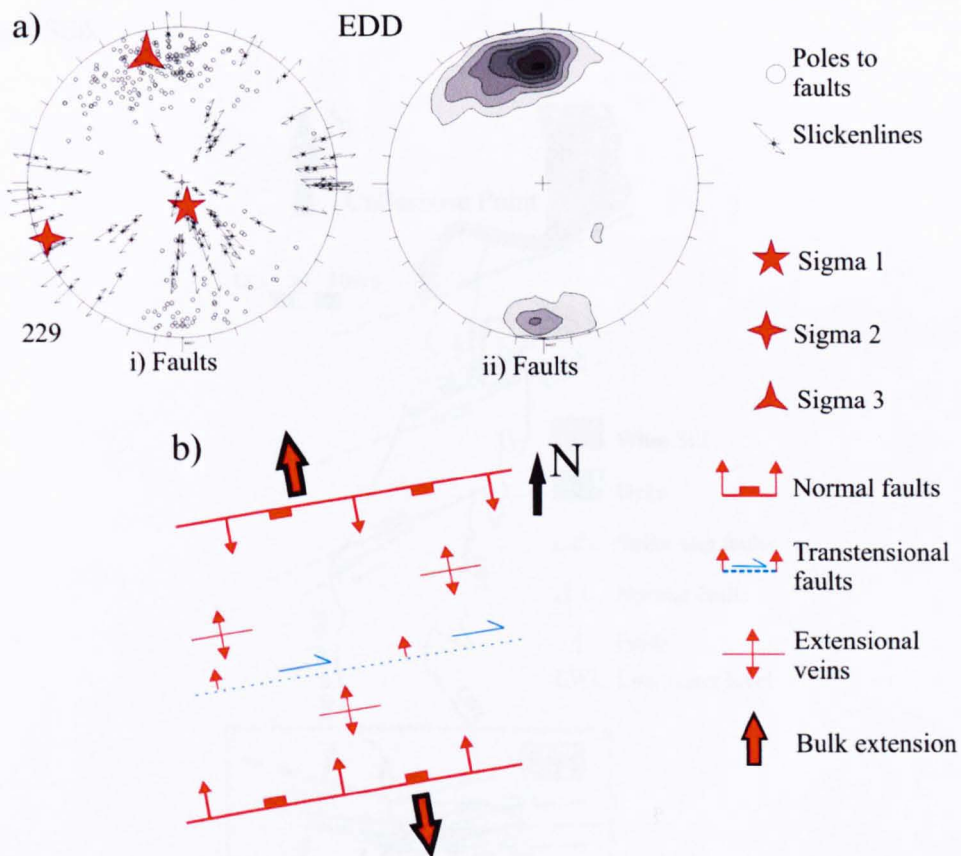 a)
EDD
Poles to
faults
Slickenlines
Sigma 1
229
i) Faults
ii) Faults
Sigma 2
Sigma 3
b)
N
Normal faults
Transtensional
faults
Extensional
veins
Bulk extension